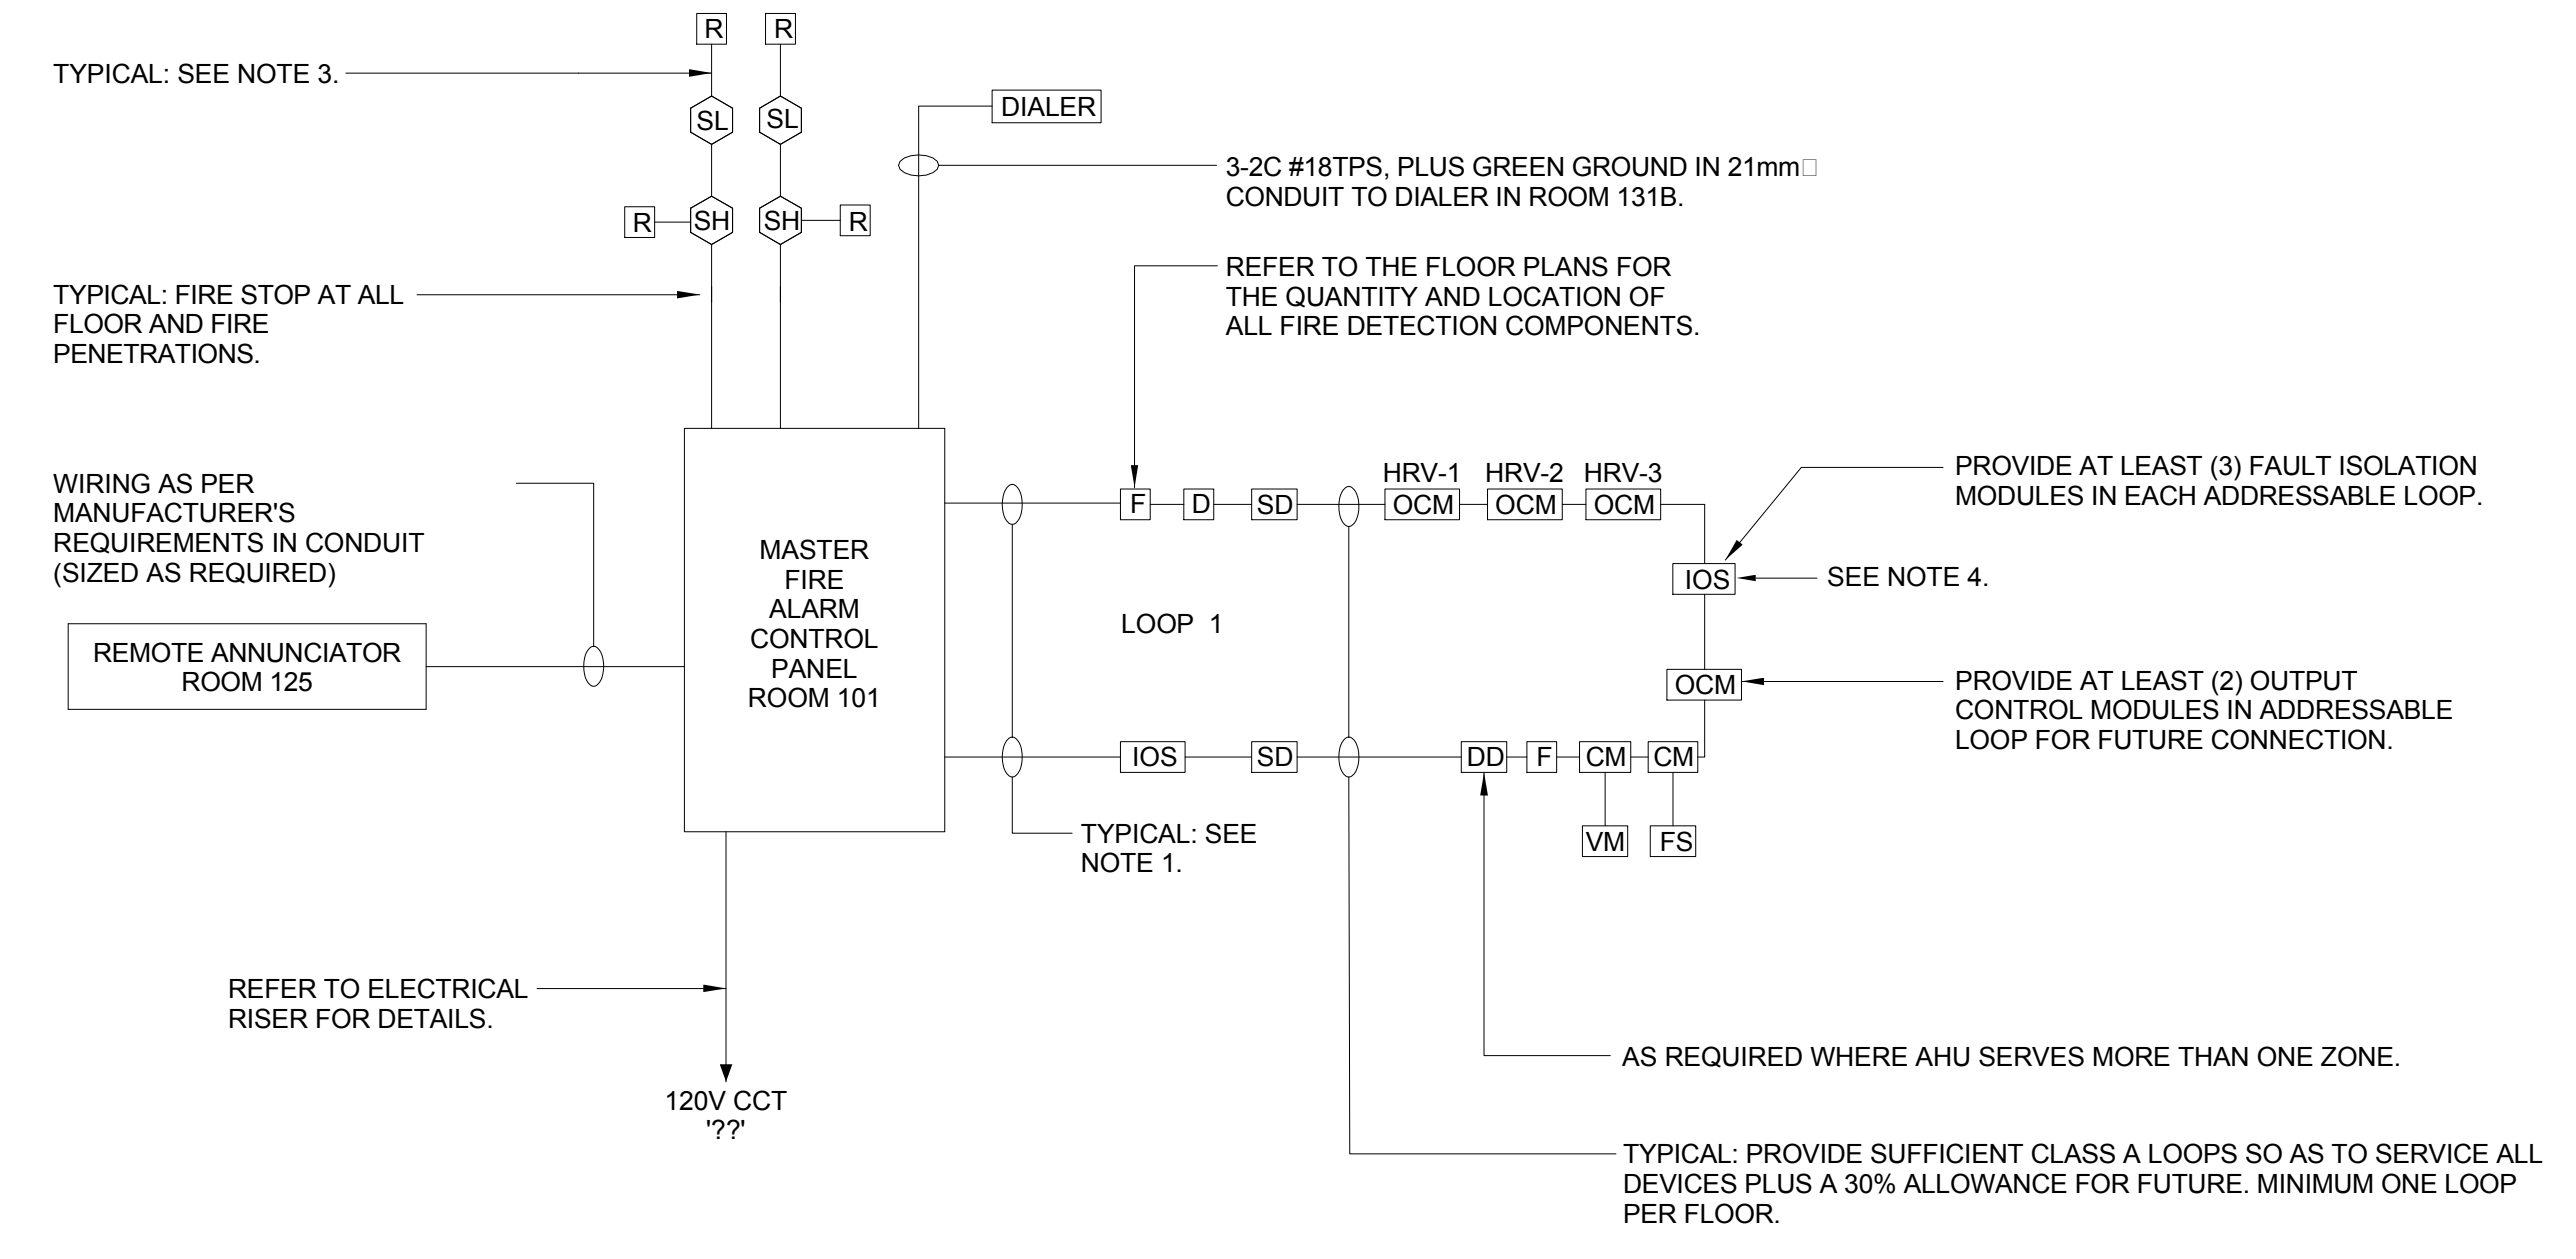 R
R
TYPICAL: SEE NOTE 3.
SL
SL
DIALER
3-2C #18TPS, PLUS GREEN GROUND IN 21mm□
CONDUIT TO DIALER IN ROOM 131B.
R
SH
SH
R
REFER TO THE FLOOR PLANS FOR
THE QUANTITY AND LOCATION OF
ALL FIRE DETECTION COMPONENTS.
TYPICAL: FIRE STOP AT ALL
FLOOR AND FIRE
PENETRATIONS.
WIRING AS PER
MANUFACTURER'S
REQUIREMENTS IN CONDUIT
(SIZED AS REQUIRED)
REMOTE ANNUNCIATOR
ROOM 125
MASTER
FIRE
ALARM
CONTROL
PANEL
ROOM 101
HRV-1
HRV-2
HRV-3
F
D
SD
OCM
OCM
OCM
PROVIDE AT LEAST (3) FAULT ISOLATION
MODULES IN EACH ADDRESSABLE LOOP.
IOS
SEE NOTE 4.
LOOP 1
OCM
PROVIDE AT LEAST (2) OUTPUT
CONTROL MODULES IN ADDRESSABLE
LOOP FOR FUTURE CONNECTION.
IOS
SD
DD
F
CM
CM
VM
FS
TYPICAL: SEE
NOTE 1.
REFER TO ELECTRICAL
RISER FOR DETAILS.
120V CCT
'??'
AS REQUIRED WHERE AHU SERVES MORE THAN ONE ZONE.
TYPICAL: PROVIDE SUFFICIENT CLASS A LOOPS SO AS TO SERVICE ALL
DEVICES PLUS A 30% ALLOWANCE FOR FUTURE. MINIMUM ONE LOOP
PER FLOOR.